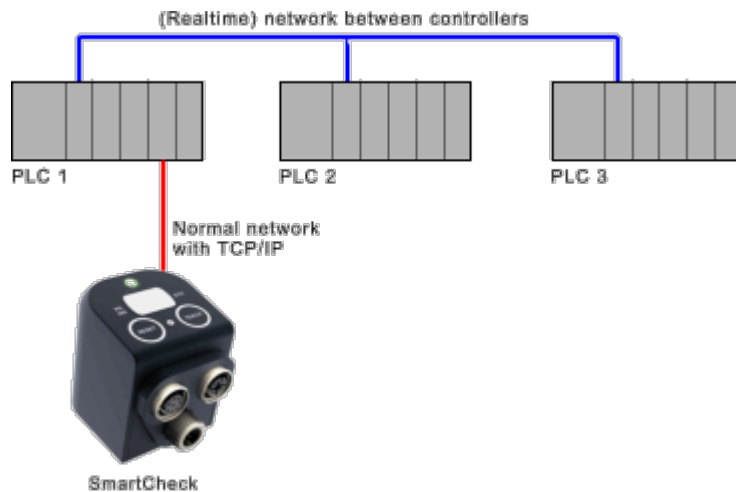 (Realtime) network between controllers
PLC 1
PLC 2
PLC 3
Normal network
with TCP/IP
SmartCheck